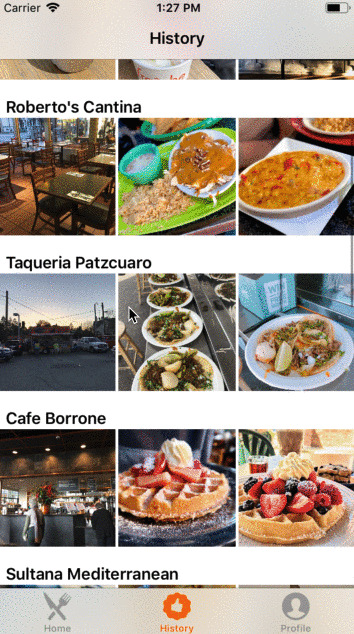 Carrier 1:27 PM
History
Roberto's Cantina
Taqueria Patzcuaro
Cafe Borrone
Sultana Mediterranean
Home History Profile